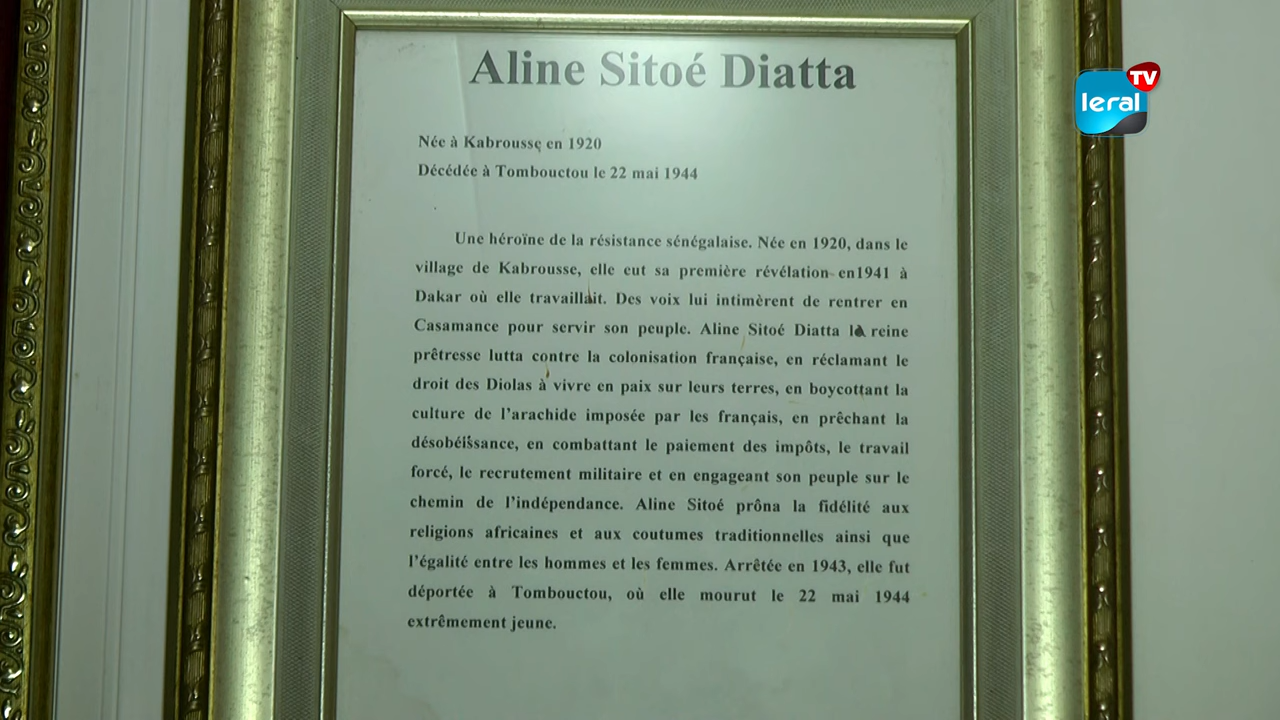 Aline Sitoé Diatta
leral TV
Née à Kabrousse en 1920
Décédée à Tombouctou le 22 mai 1944
Une héroïne de la résistance sénégalaise. Née en 1920, dans le
village de Kabrousse, elle eut sa première révélation en1941 à
Dakar où elle travaillait. Des voix lui intimèrent de rentrer en
Casamance pour servir son peuple. Aline Sitoé Diatta la reine
prêtresse lutta contre la colonisation française, en réclamant le
droit des Diolas à vivre en paix sur leurs terres, en boycottant la
culture de l'arachide imposée par les français, en prêchant la
désobéissance, en combattant le paiement des impôts, le travail
forcé, le recrutement militaire et en engageant son peuple sur le
chemin de l'indépendance. Aline Sitoé prôna la fidélité aux
religions africaines et aux coutumes traditionnelles ainsi que
l'égalité entre les hommes et les femmes. Arrêtée en 1943, elle fut
déportée à Tombouctou, où elle mourut le 22 mai 1944
extrêmement jeune.